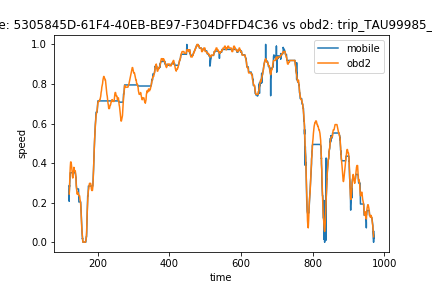 e: 5305845D-61F4-40EB-BE97-F304DFFD4C36 vs obd2: trip_TAU99985_
mobile
obd2
1.0
0.8
0.6
0.4
0.2
0.0
speed
200
400
600
800
1000
time